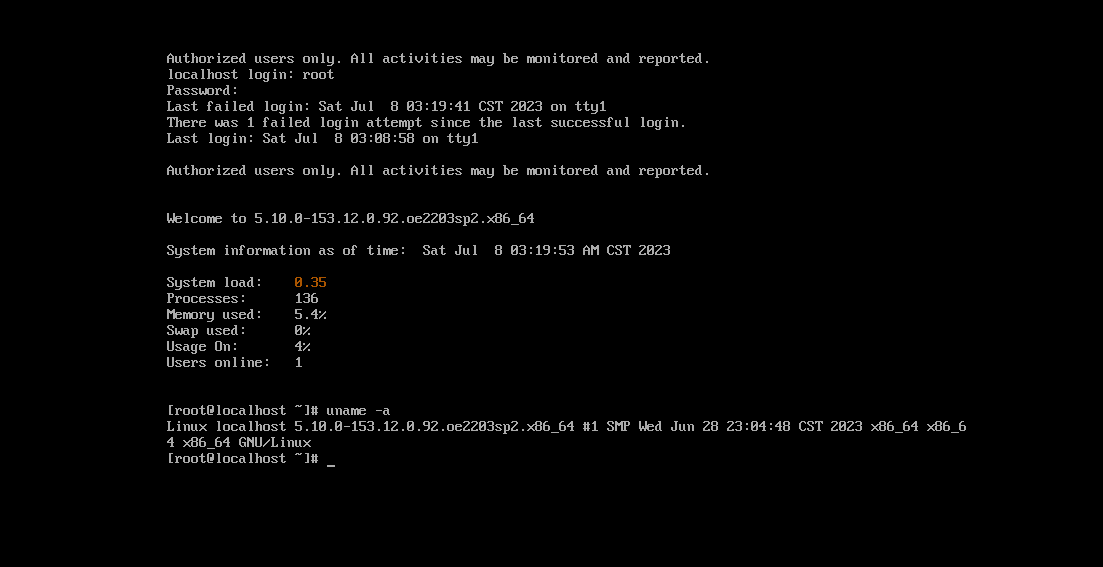 Authorized users only. All activities may be monitored and reported.
localhost login: root
Password:
Last failed login: Sat Jul  8 03:19:41 CST 2023 on tty1
There was 1 failed login attempt since the last successful login.
Last login: Sat Jul  8 03:08:58 on tty1
Authorized users only. All activities may be monitored and reported.
Welcome to 5.10.0-153.12.0.92.oe2203sp2.x86_64
System information as of time:  Sat Jul  8 03:19:53 AM CST 2023
System load:    0.35
Processes:      136
Memory used:    5.4%
Swap used:      0%
Usage On:       4%
Users online:   1
[root@localhost ~]# uname -a
Linux localhost 5.10.0-153.12.0.92.oe2203sp2.x86_64 #1 SMP Wed Jun 28 23:04:48 CST 2023 x86_64 x86_6
4 x86_64 GNU/Linux
[root@localhost ~]# _